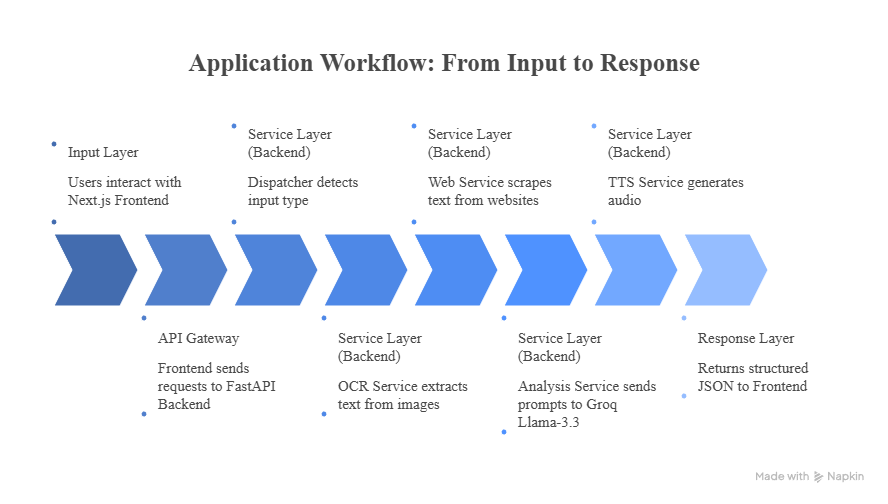 Application Workflow: From Input to Response
Input Layer
Users interact with
Next.js Frontend
Service Layer
(Backend)
Dispatcher detects
input type
Service Layer
(Backend)
Web Service scrapes
text from websites
Service Layer
(Backend)
TTS Service generates
audio
API Gateway
Frontend sends
requests to FastAPI
Backend
Service Layer
(Backend)
OCR Service extracts
text from images
Service Layer
(Backend)
Analysis Service sends
prompts to Groq
Llama-3.3
Response Layer
Returns structured
JSON to Frontend
Made with Napkin